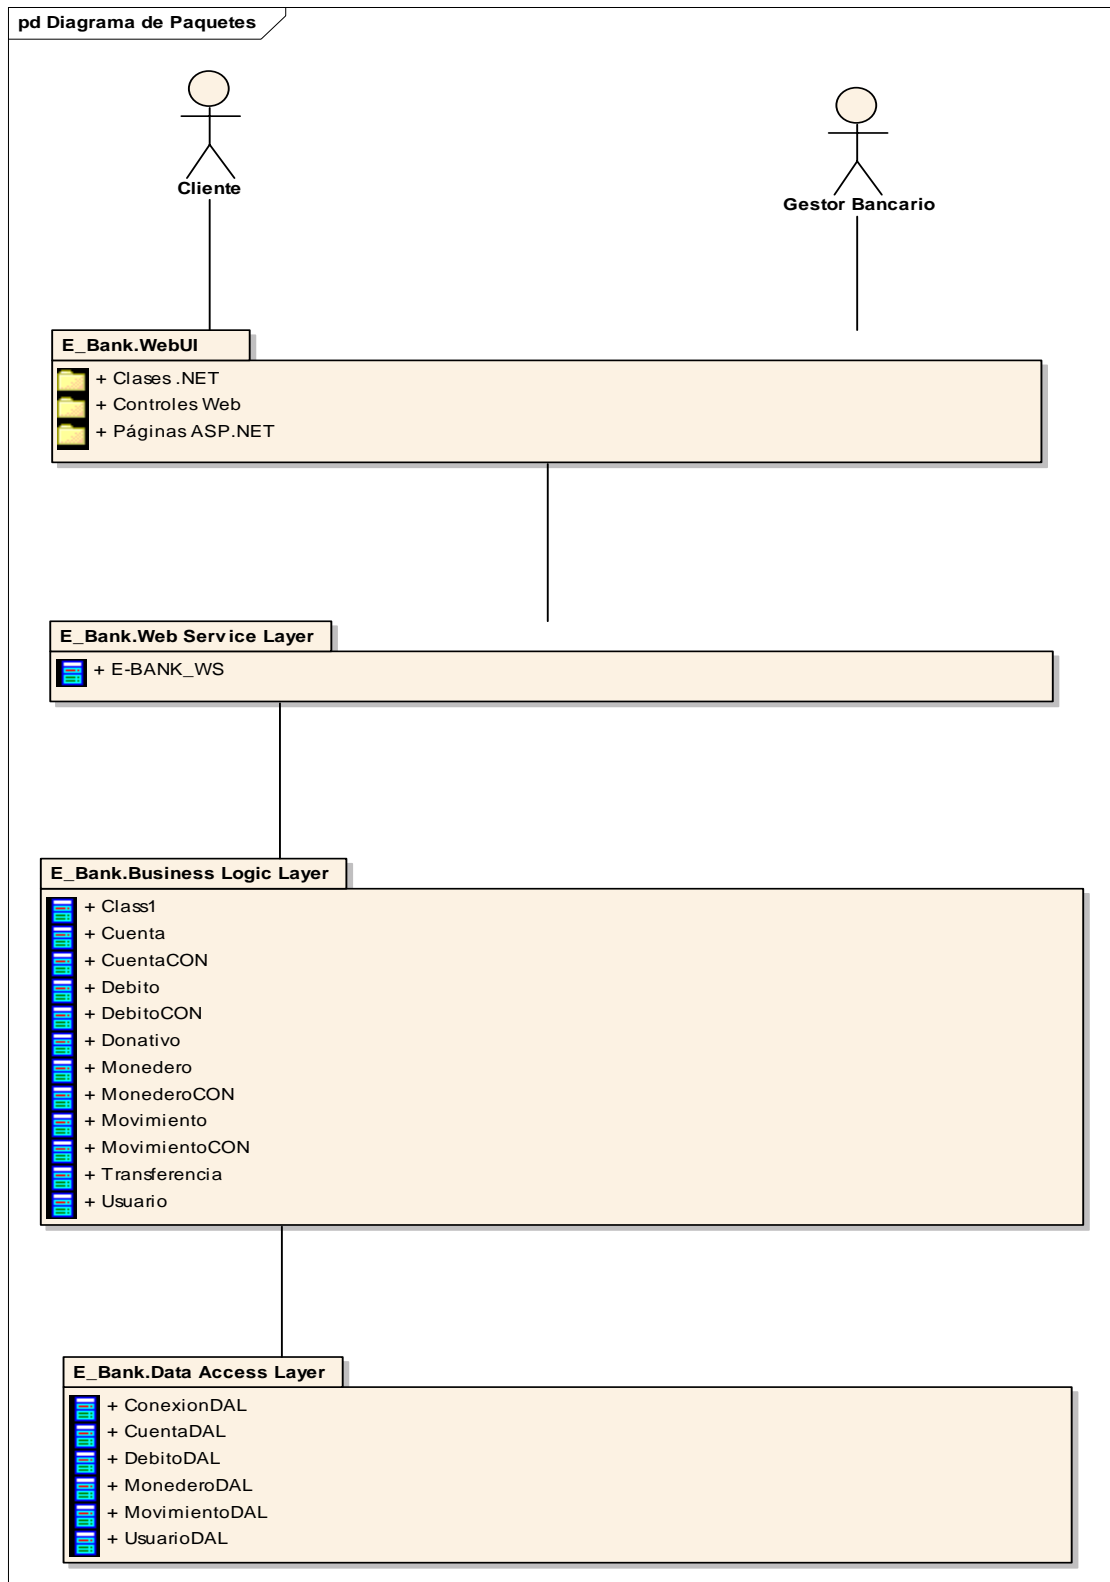 pd Diagrama de Paquetes
Cliente
Gestor Bancario
E_Bank.WebUI
+ Clases .NET
+ Controles Web
+ Páginas ASP.NET
E_Bank.Web Service Layer
+ E-BANK_WS
E_Bank.Business Logic Layer
+ Class1
+ Cuenta
+ CuentaCON
+ Debito
+ DebitoCON
+ Donativo
+ Monedero
+ MonederoCON
+ Movimiento
+ MovimientoCON
+ Transferencia
+ Usuario
E_Bank.Data Access Layer
+ ConexionDAL
+ CuentaDAL
+ DebitoDAL
+ MonederoDAL
+ MovimientoDAL
+ UsuarioDAL